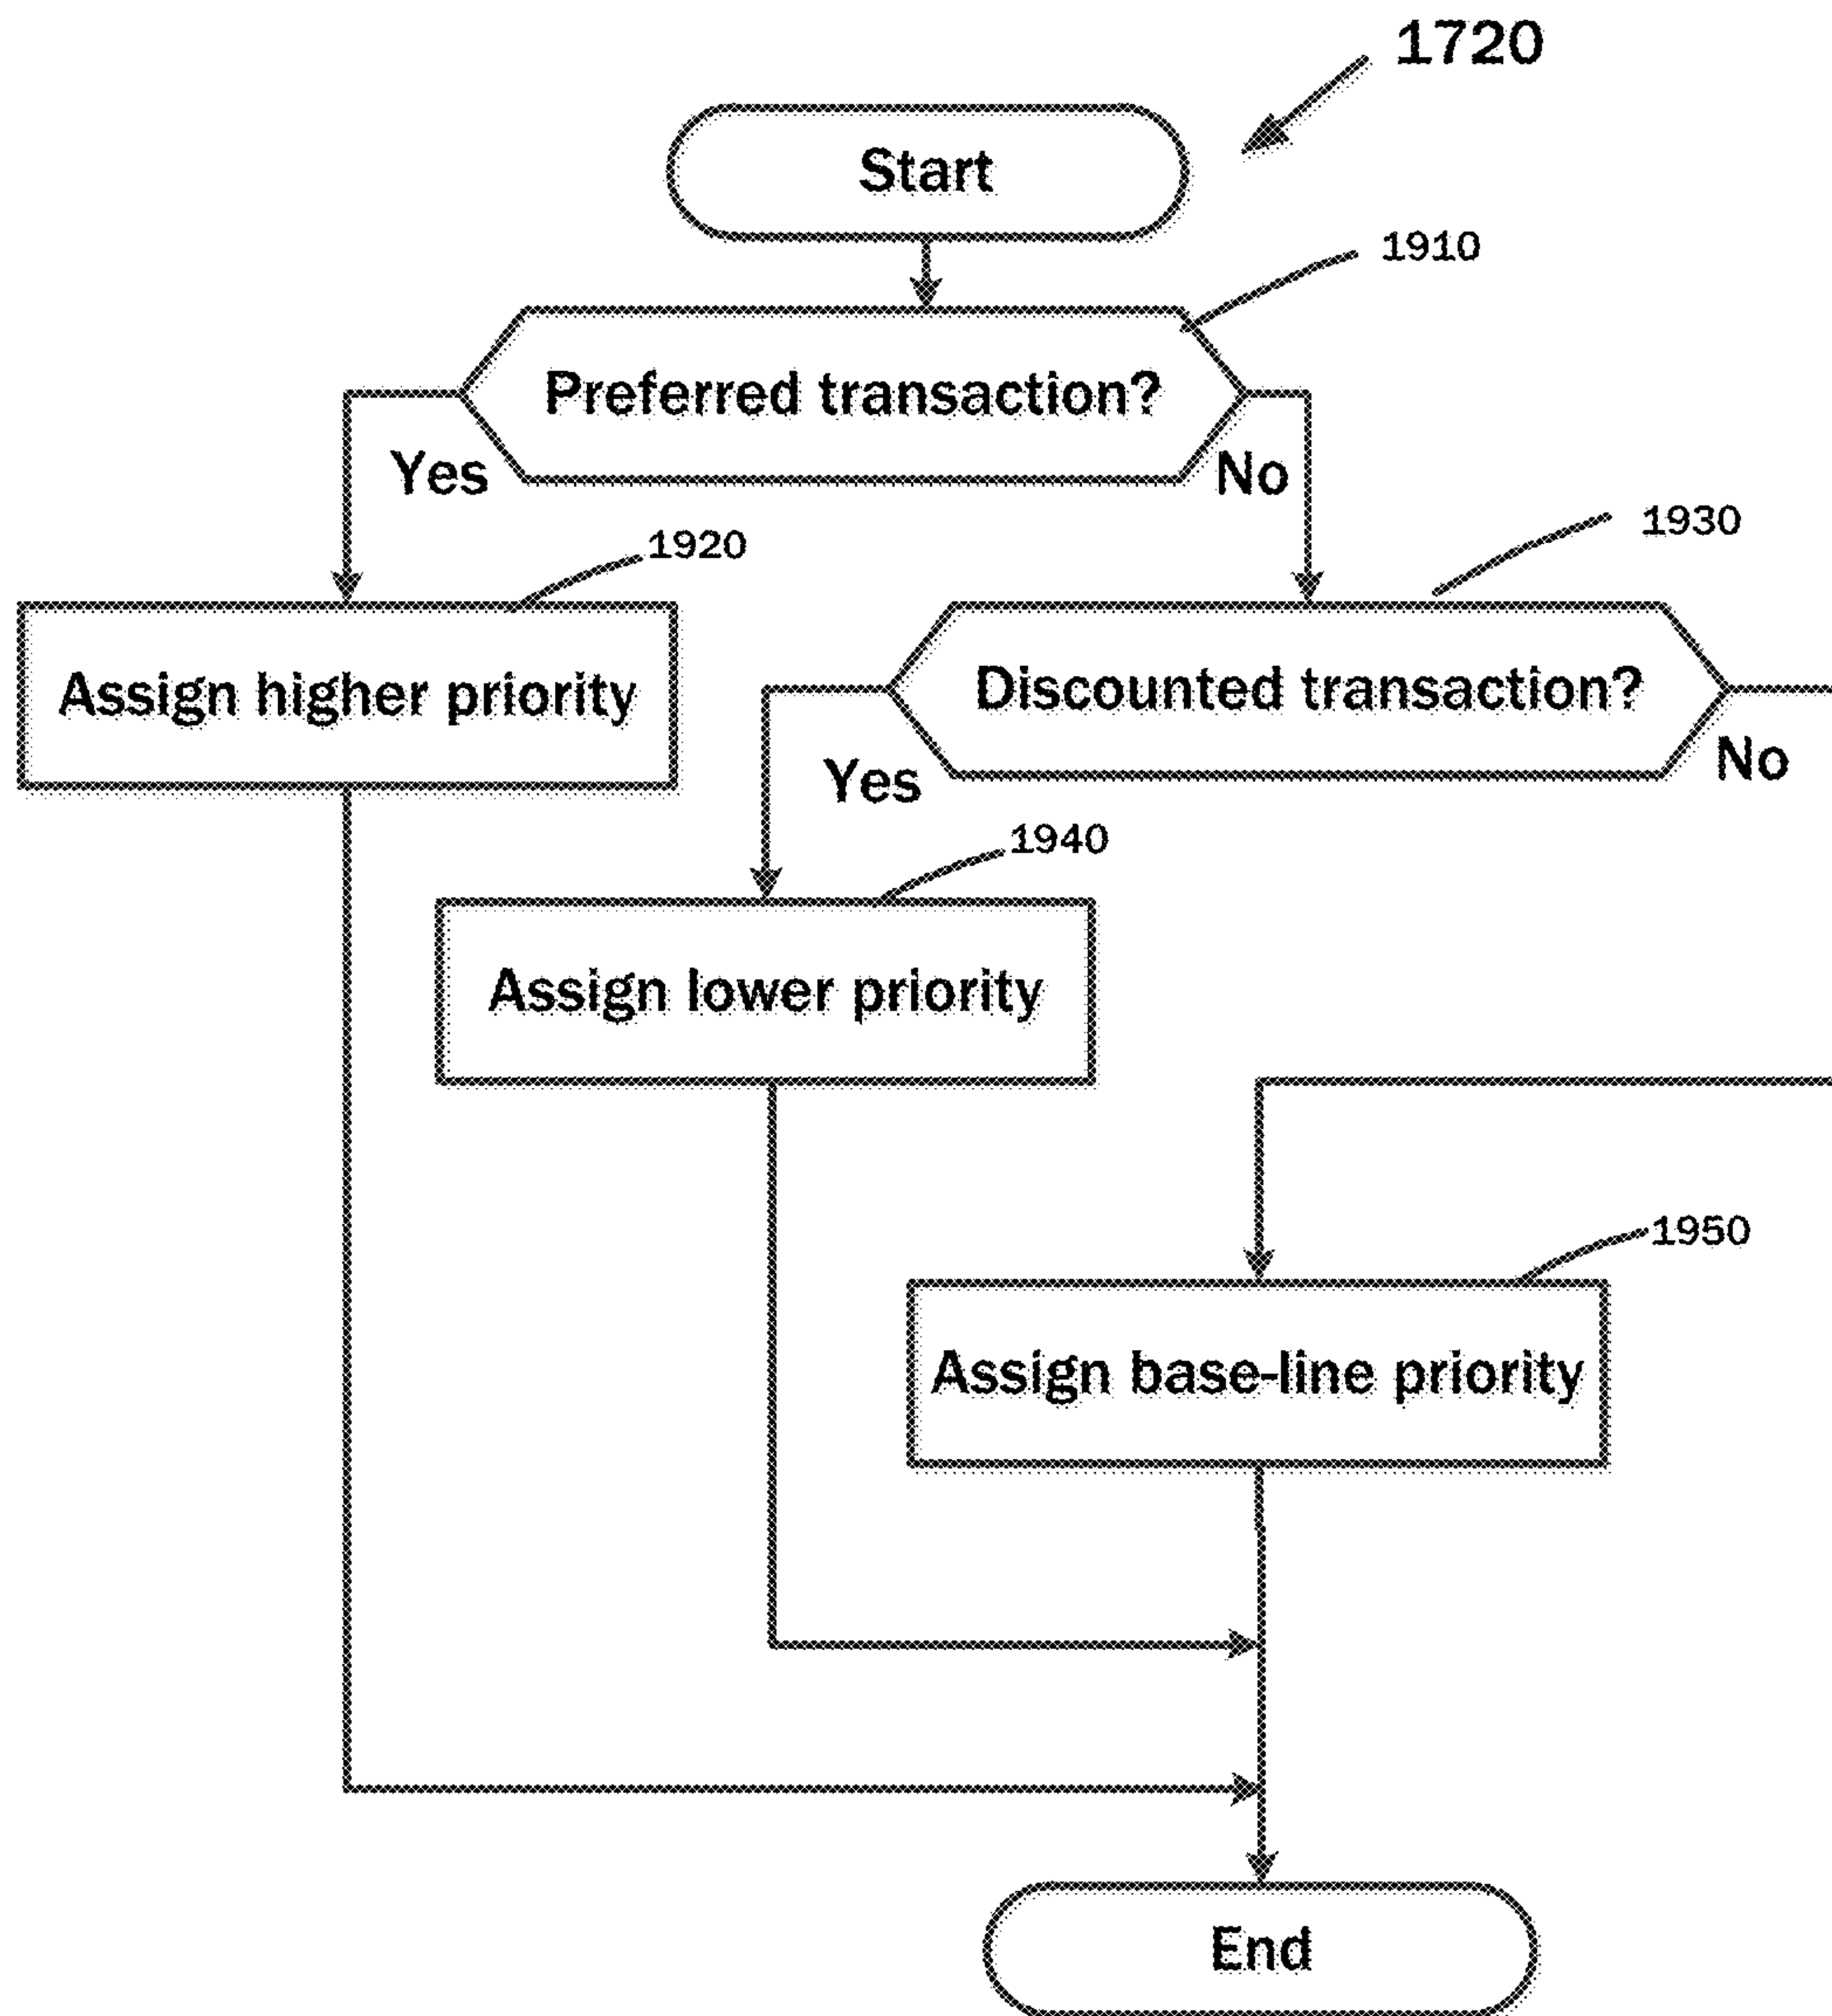 1720
Start
1910
Preferred transaction?
Yes
No
1930
1920
Assign higher priority
Discounted transaction?
Yes
No
1940
Assign lower priority
1950
Assign base-line priority
End